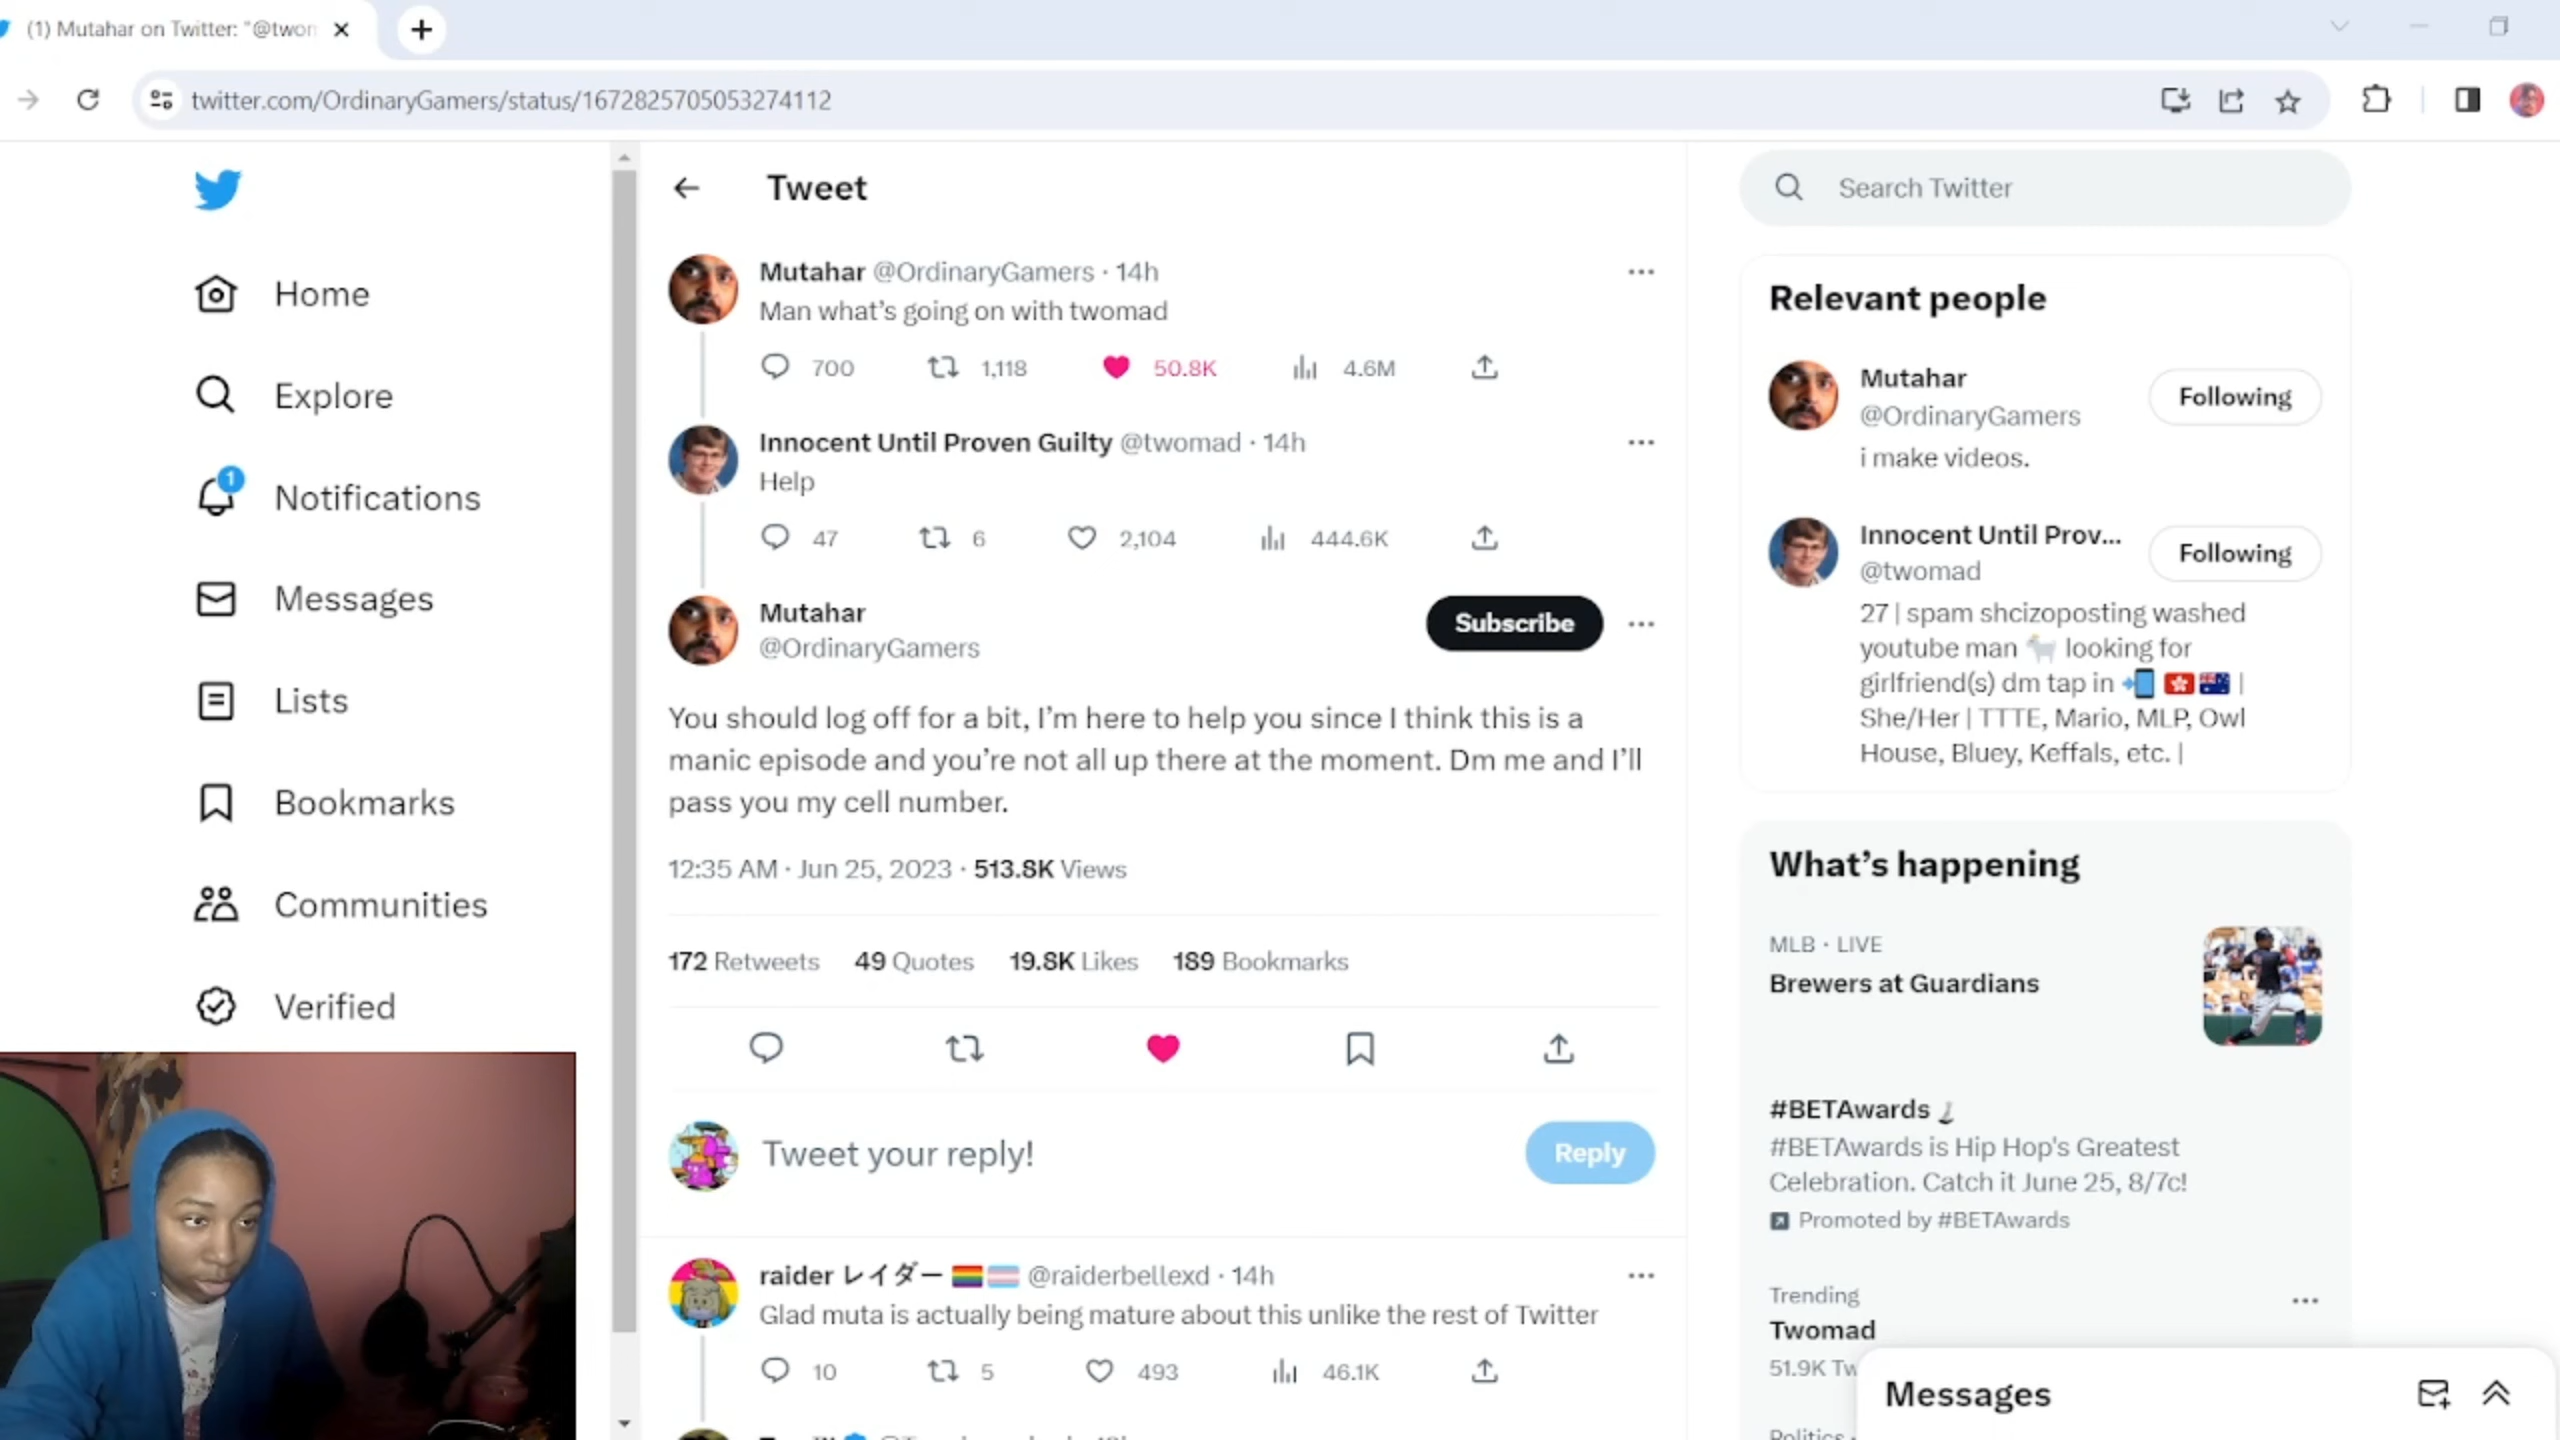 (1) Mutahar on Twitter: "@twom
twitter.com/OrdinaryGamers/status/1672825705053274112
Home
Explore
1
Notifications
Messages
Lists
Bookmarks
Communities
Verified
Tweet
Mutahar @OrdinaryGamers · 14h
Man what's going on with twomad
700 1,118 50.8K 4.6M
Innocent Until Proven Guilty @twomad · 14h
Help
47 6 2,104 444.6K
Mutahar
@OrdinaryGamers
Subscribe
You should log off for a bit, I'm here to help you since I think this is a
manic episode and you're not all up there at the moment. Dm me and I'll
pass you my cell number.
12:35 AM · Jun 25, 2023 · 513.8K Views
172 Retweets 49 Quotes 19.8K Likes 189 Bookmarks
Tweet your reply!
Reply
raider レイダー @raiderbellexd · 14h
Glad muta is actually being mature about this unlike the rest of Twitter
10 5 493 46.1K
Search Twitter
Relevant people
Mutahar
@OrdinaryGamers
Following
i make videos.
Innocent Until Prov...
@twomad
Following
27 | spam shcizoposting washed
youtube man 🐐 looking for
girlfriend(s) dm tap in 📲 🇭🇰 🇦🇺 |
She/Her | TTTE, Mario, MLP, Owl
House, Bluey, Keffals, etc. |
What's happening
MLB · LIVE
Brewers at Guardians
#BETAwards
#BETAwards is Hip Hop's Greatest
Celebration. Catch it June 25, 8/7c!
Promoted by #BETAwards
Trending
Twomad
51.9K Tw
Messages